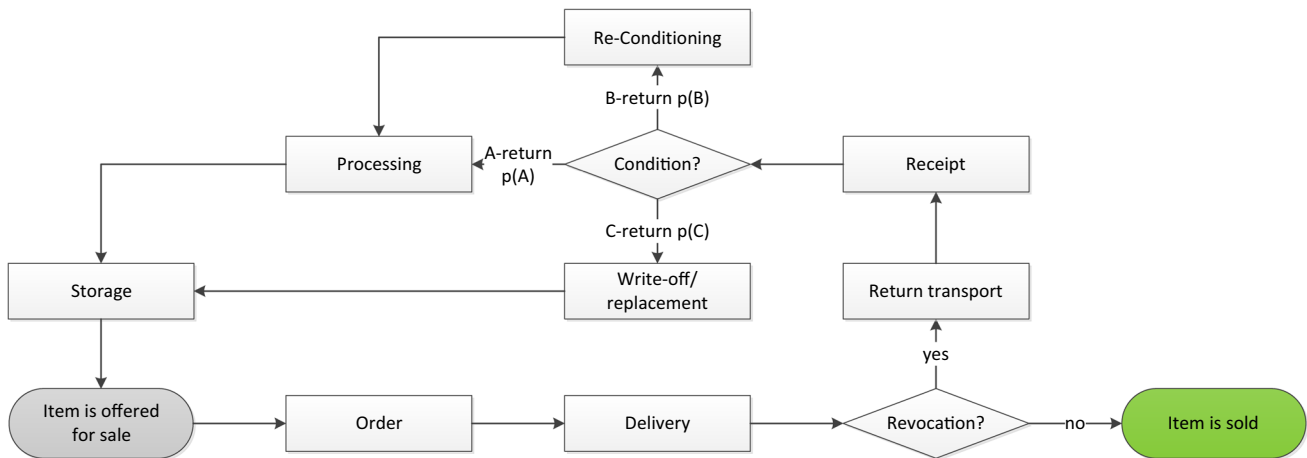 Re-Conditioning
B-return p(B)
Processing
A-return
p(A)
Condition?
Receipt
C-return p(C)
Storage
Write-off/
replacement
Return transport
yes
Item is offered
for sale
Order
Delivery
Revocation?
no
Item is sold